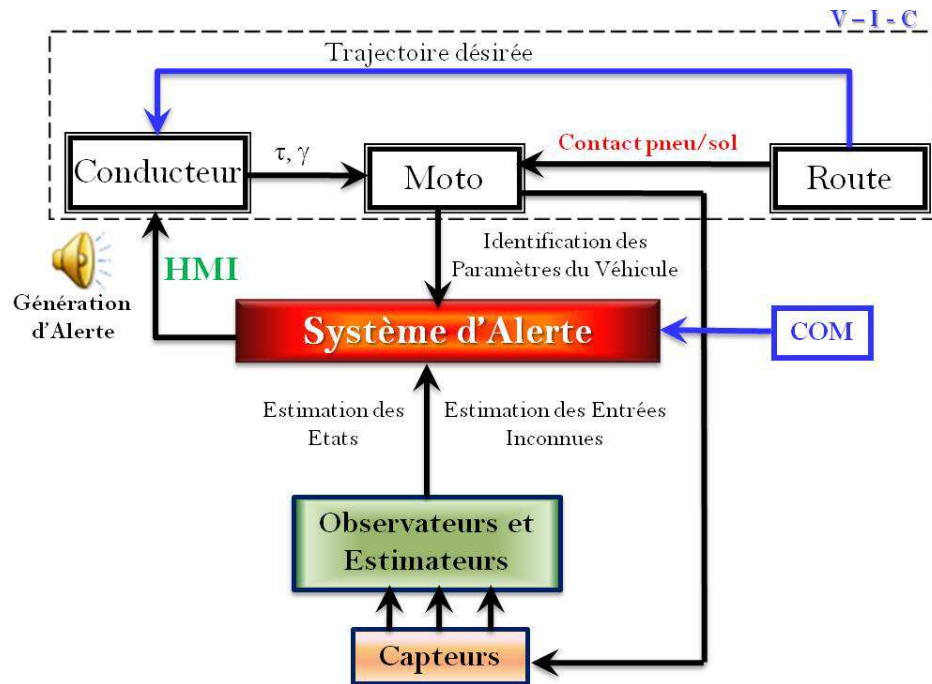 V – I - C
Trajectoire désirée
Conducteur
τ, γ
Moto
Contact pneu/sol
Route
HMI
Génération
d'Alerte
Identification des
Paramètres du Véhicule
Système d'Alerte
COM
Estimation des
Etats
Estimation des Entrées
Inconnues
Observateurs et
Estimateurs
Capteurs